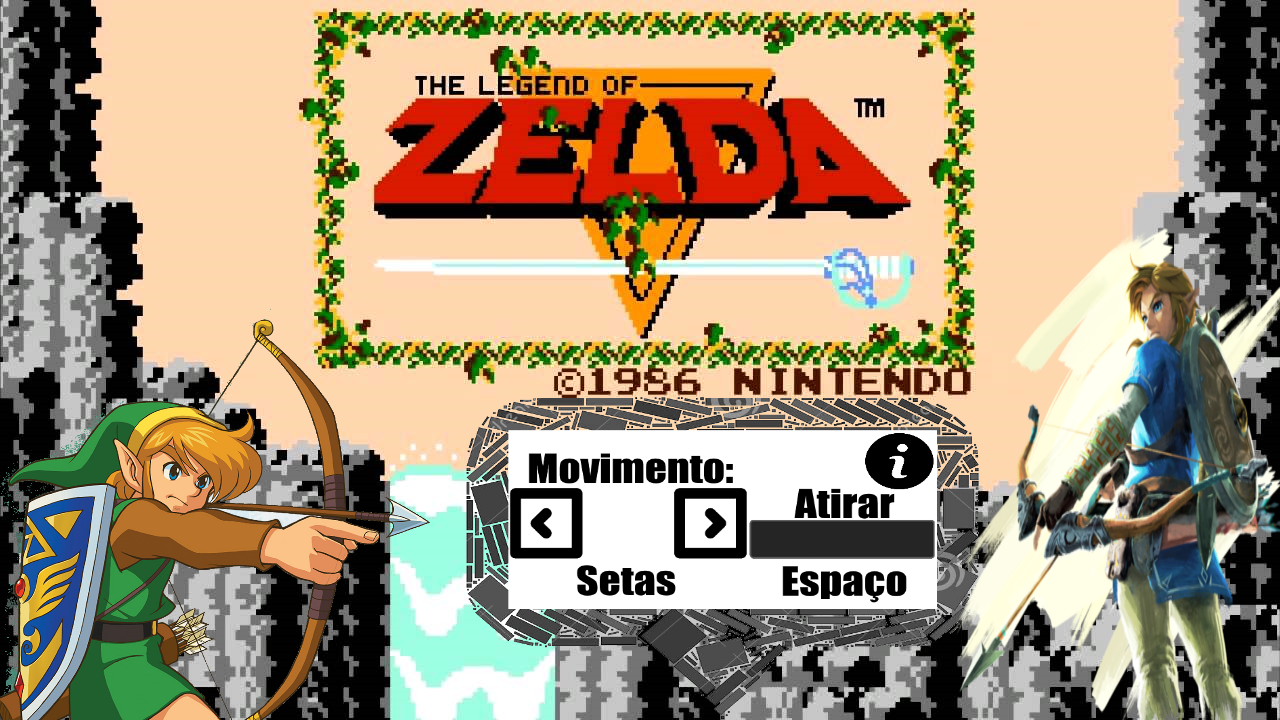 THE LEGEND OF
ZELDA TM
©1986 NINTENDO
i
Movimento:
Atirar
< >
Setas
Espaço